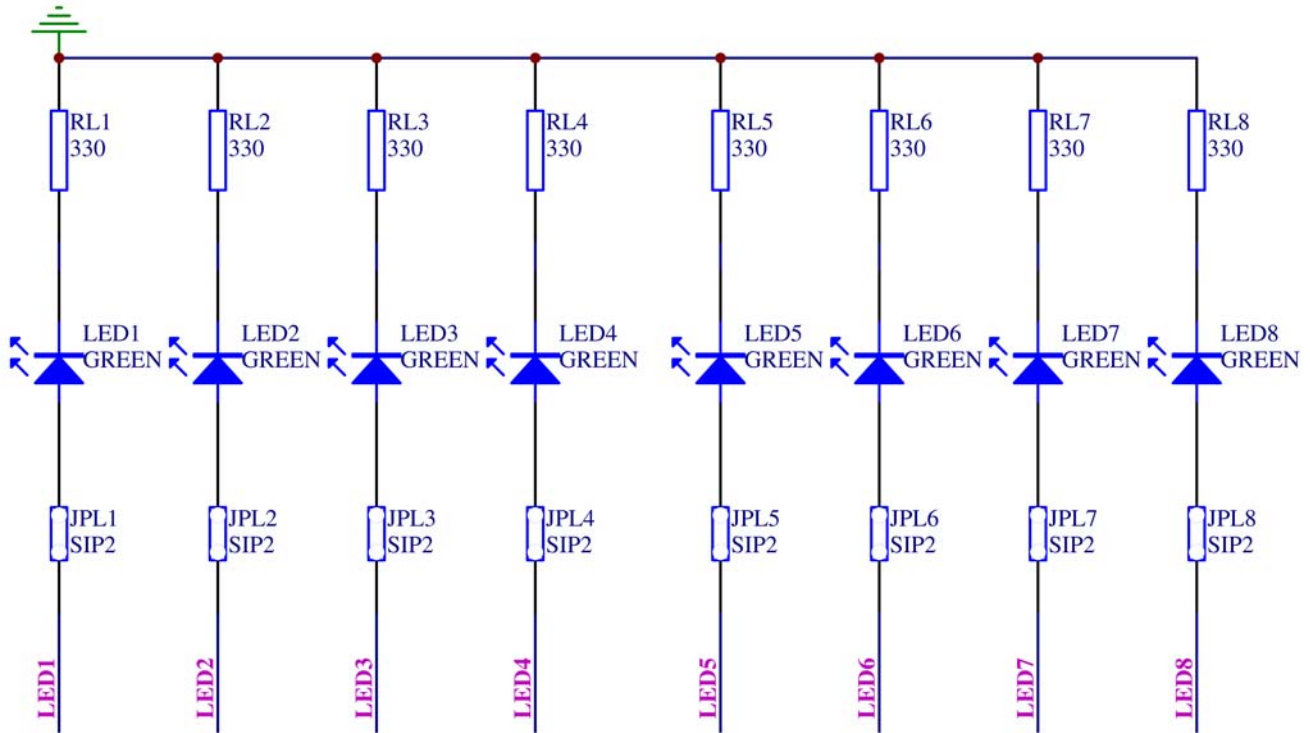 RL1
330
RL2
330
RL3
330
RL4
330
RL5
330
RL6
330
RL7
330
RL8
330
LED1
GREEN
LED2
GREEN
LED3
GREEN
LED4
GREEN
LED5
GREEN
LED6
GREEN
LED7
GREEN
LED8
GREEN
JPL1
SIP2
JPL2
SIP2
JPL3
SIP2
JPL4
SIP2
JPL5
SIP2
JPL6
SIP2
JPL7
SIP2
JPL8
SIP2
LED1
LED2
LED3
LED4
LED5
LED6
LED7
LED8